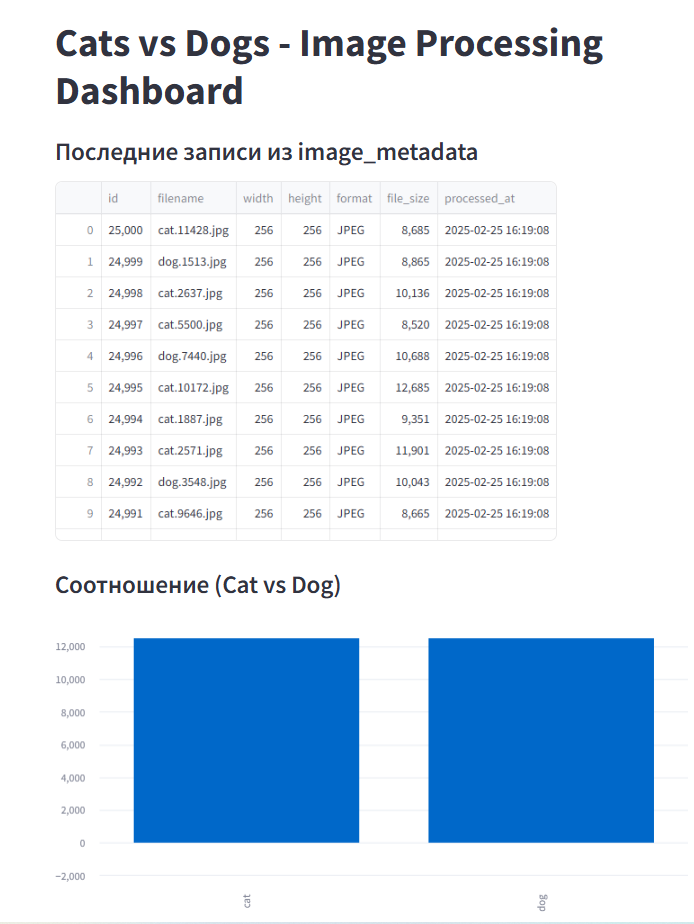 Cats vs Dogs - Image Processing
Dashboard
Последние записи из image_metadata
id filename width height format file_size processed_at
0 25,000 cat.11428.jpg 256 256 JPEG 8,685 2025-02-25 16:19:08
1 24,999 dog.1513.jpg 256 256 JPEG 8,865 2025-02-25 16:19:08
2 24,998 cat.2637.jpg 256 256 JPEG 10,136 2025-02-25 16:19:08
3 24,997 cat.5500.jpg 256 256 JPEG 8,520 2025-02-25 16:19:08
4 24,996 dog.7440.jpg 256 256 JPEG 10,688 2025-02-25 16:19:08
5 24,995 cat.10172.jpg 256 256 JPEG 12,685 2025-02-25 16:19:08
6 24,994 cat.1887.jpg 256 256 JPEG 9,351 2025-02-25 16:19:08
7 24,993 cat.2571.jpg 256 256 JPEG 11,901 2025-02-25 16:19:08
8 24,992 dog.3548.jpg 256 256 JPEG 10,043 2025-02-25 16:19:08
9 24,991 cat.9646.jpg 256 256 JPEG 8,665 2025-02-25 16:19:08
Соотношение (Cat vs Dog)
12,000
10,000
8,000
6,000
4,000
2,000
0
−2,000
cat dog